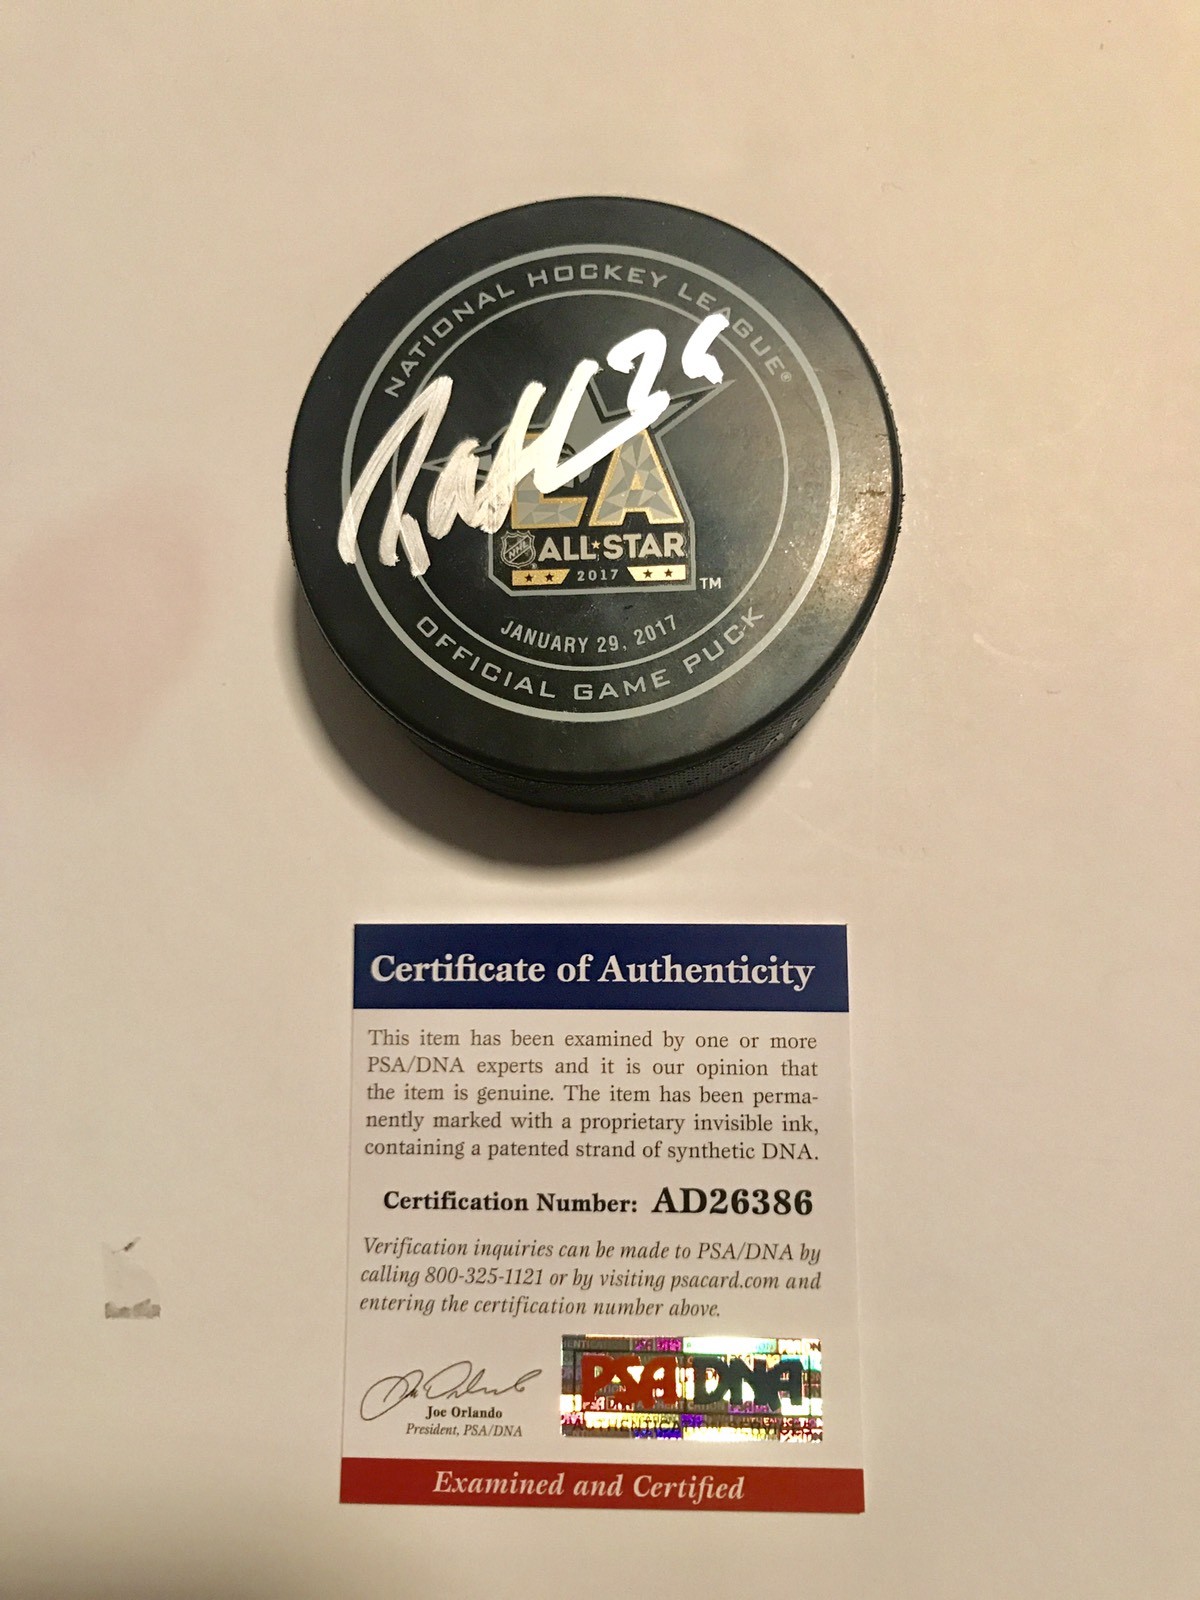 NATIONAL HOCKEY LEAGUE®
36
LA
NHL ALL★STAR
2017
TM
JANUARY 29, 2017
OFFICIAL GAME PUCK
Certificate of Authenticity
This item has been examined by one or more
PSA/DNA experts and it is our opinion that
the item is genuine. The item has been perma-
nently marked with a proprietary invisible ink,
containing a patented strand of synthetic DNA.
Certification Number: AD26386
Verification inquiries can be made to PSA/DNA by
calling 800-325-1121 or by visiting psacard.com and
entering the certification number above.
Joe Orlando
President, PSA/DNA
PSA DNA
AUTHENTICATION SERVICES
Examined and Certified